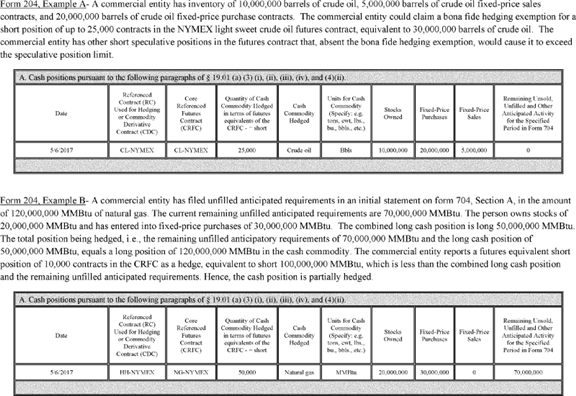 Form 204, Example A- A commercial entity has inventory of 10,000,000 barrels of crude oil, 5,000,000 barrels of crude oil fixed-price sales
contracts, and 20,000,000 barrels of crude oil fixed-price purchase contracts. The commercial entity could claim a bona fide hedging exemption for a
short position of up to 25,000 contracts in the NYMEX light sweet crude oil futures contract, equivalent to 30,000,000 barrels of crude oil. The
commercial entity has other short speculative positions in the futures contract that, absent the bona fide hedging exemption, would cause it to exceed
the speculative position limit.
A. Cash positions pursuant to the following paragraphs of § 19.01 (a) (3) (i), (ii), (iii), (iv), and (4)(ii).
Date
Referenced Contract (RC) Used for Hedging or Commodity Derivative Contract (CDC)
Core Referenced Futures Contract (CRFC)
Quantity of Cash Commodity Hedged in terms of futures equivalents of the CRFC - = short
Cash Commodity Hedged
Units for Cash Commodity (Specify: e.g. tons, cwt, lbs., bu., bbls., etc.)
Stocks Owned
Fixed-Price Purchases
Fixed-Price Sales
Remaining Unsold, Unfilled and Other Anticipated Activity for the Specified Period in Form 704
5/6/2017 CL-NYMEX CL-NYMEX 25,000 Crude oil Bbls 10,000,000 20,000,000 5,000,000 0
Form 204, Example B- A commercial entity has filed unfilled anticipated requirements in an initial statement on form 704, Section A, in the amount
of 120,000,000 MMBtu of natural gas. The current remaining unfilled anticipated requirements are 70,000,000 MMBtu. The person owns stocks of
20,000,000 MMBtu and has entered into fixed-price purchases of 30,000,000 MMBtu. The combined long cash position is long 50,000,000 MMBtu.
The total position being hedged, i.e., the remaining unfilled anticipatory requirements of 70,000,000 MMBtu and the long cash position of
50,000,000 MMBtu, equals a long position of 120,000,000 MMBtu in the cash commodity. The commercial entity reports a futures equivalent short
position of 10,000 contracts in the CRFC as a hedge, equivalent to short 100,000,000 MMBtu, which is less than the combined long cash position
and the remaining unfilled anticipated requirements. Hence, the cash position is partially hedged.
A. Cash positions pursuant to the following paragraphs of § 19.01 (a) (3) (i), (ii), (iii), (iv), and (4)(ii).
Date
Referenced Contract (RC) Used for Hedging or Commodity Derivative Contract (CDC)
Core Referenced Futures Contract (CRFC)
Quantity of Cash Commodity Hedged in terms of futures equivalents of the CRFC - = short
Cash Commodity Hedged
Units for Cash Commodity (Specify: e.g. tons, cwt, lbs., bu., bbls., etc.)
Stocks Owned
Fixed-Price Purchases
Fixed-Price Sales
Remaining Unsold, Unfilled and Other Anticipated Activity for the Specified Period in Form 704
5/6/2017 HH-NYMEX NG-NYMEX 50,000 Natural gas MMBtu 20,000,000 30,000,000 0 70,000,000